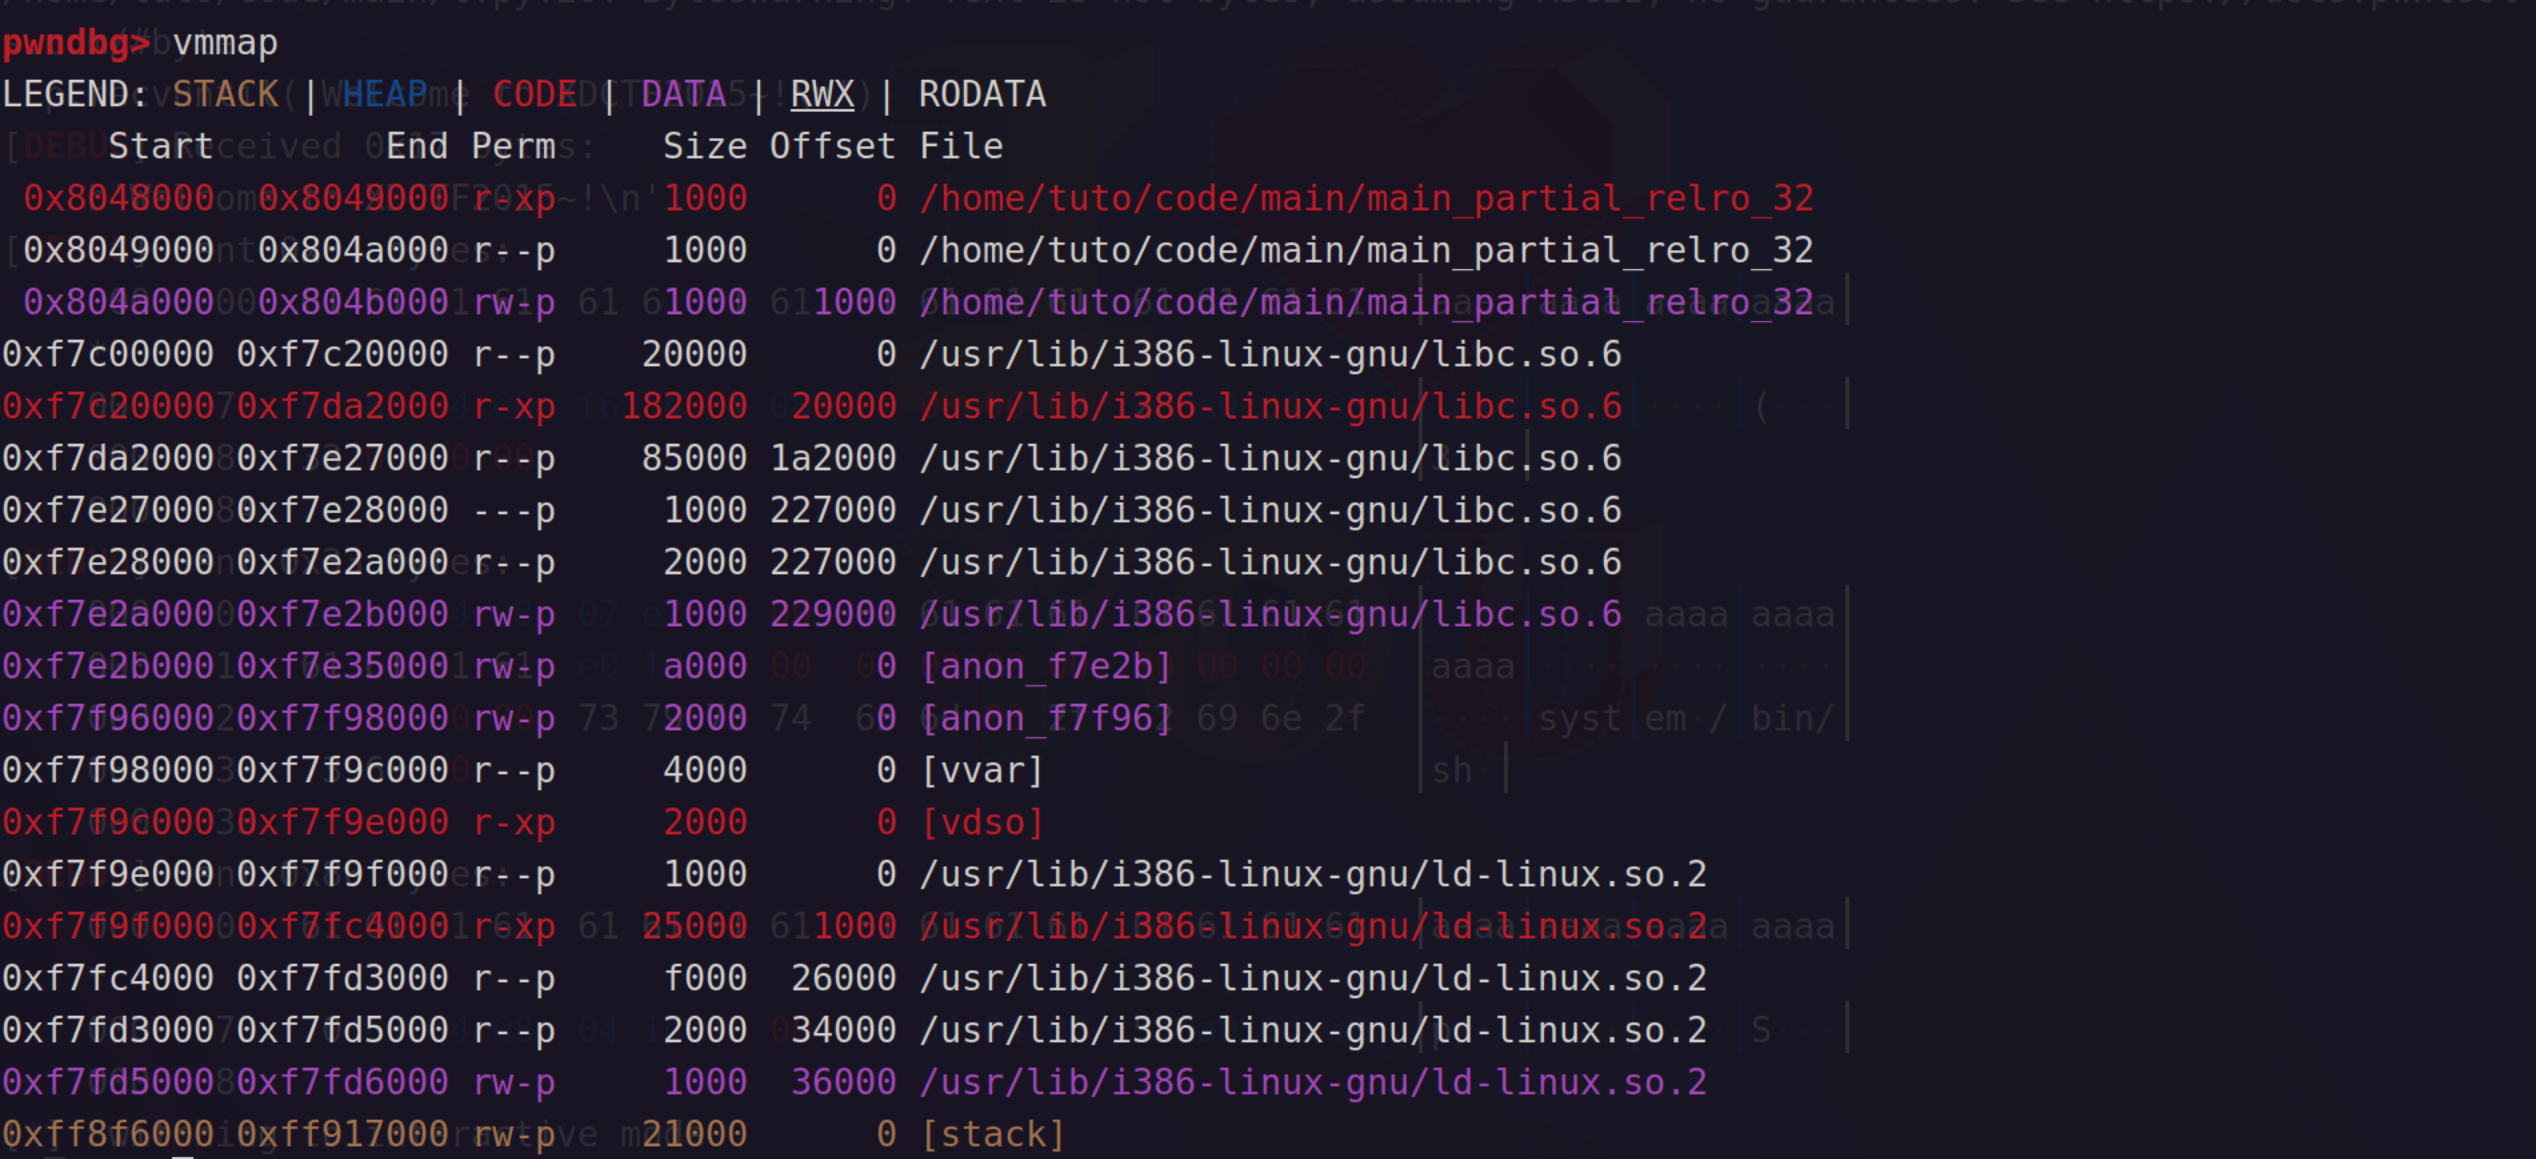 pwndbg> vmmap
LEGEND: STACK | HEAP | CODE | DATA | RWX | RODATA
     Start        End Perm     Size Offset File
 0x8048000  0x8049000 r-xp     1000      0 /home/tuto/code/main/main_partial_relro_32
 0x8049000  0x804a000 r--p     1000      0 /home/tuto/code/main/main_partial_relro_32
 0x804a000  0x804b000 rw-p     1000   1000 /home/tuto/code/main/main_partial_relro_32
0xf7c00000 0xf7c20000 r--p    20000      0 /usr/lib/i386-linux-gnu/libc.so.6
0xf7c20000 0xf7da2000 r-xp   182000  20000 /usr/lib/i386-linux-gnu/libc.so.6
0xf7da2000 0xf7e27000 r--p    85000 1a2000 /usr/lib/i386-linux-gnu/libc.so.6
0xf7e27000 0xf7e28000 ---p     1000 227000 /usr/lib/i386-linux-gnu/libc.so.6
0xf7e28000 0xf7e2a000 r--p     2000 227000 /usr/lib/i386-linux-gnu/libc.so.6
0xf7e2a000 0xf7e2b000 rw-p     1000 229000 /usr/lib/i386-linux-gnu/libc.so.6
0xf7e2b000 0xf7e35000 rw-p     a000      0 [anon_f7e2b]
0xf7f96000 0xf7f98000 rw-p     2000      0 [anon_f7f96]
0xf7f98000 0xf7f9c000 r--p     4000      0 [vvar]
0xf7f9c000 0xf7f9e000 r-xp     2000      0 [vdso]
0xf7f9e000 0xf7f9f000 r--p     1000      0 /usr/lib/i386-linux-gnu/ld-linux.so.2
0xf7f9f000 0xf7fc4000 r-xp    25000   1000 /usr/lib/i386-linux-gnu/ld-linux.so.2
0xf7fc4000 0xf7fd3000 r--p     f000  26000 /usr/lib/i386-linux-gnu/ld-linux.so.2
0xf7fd3000 0xf7fd5000 r--p     2000  34000 /usr/lib/i386-linux-gnu/ld-linux.so.2
0xf7fd5000 0xf7fd6000 rw-p     1000  36000 /usr/lib/i386-linux-gnu/ld-linux.so.2
0xff8f6000 0xff917000 rw-p    21000      0 [stack]